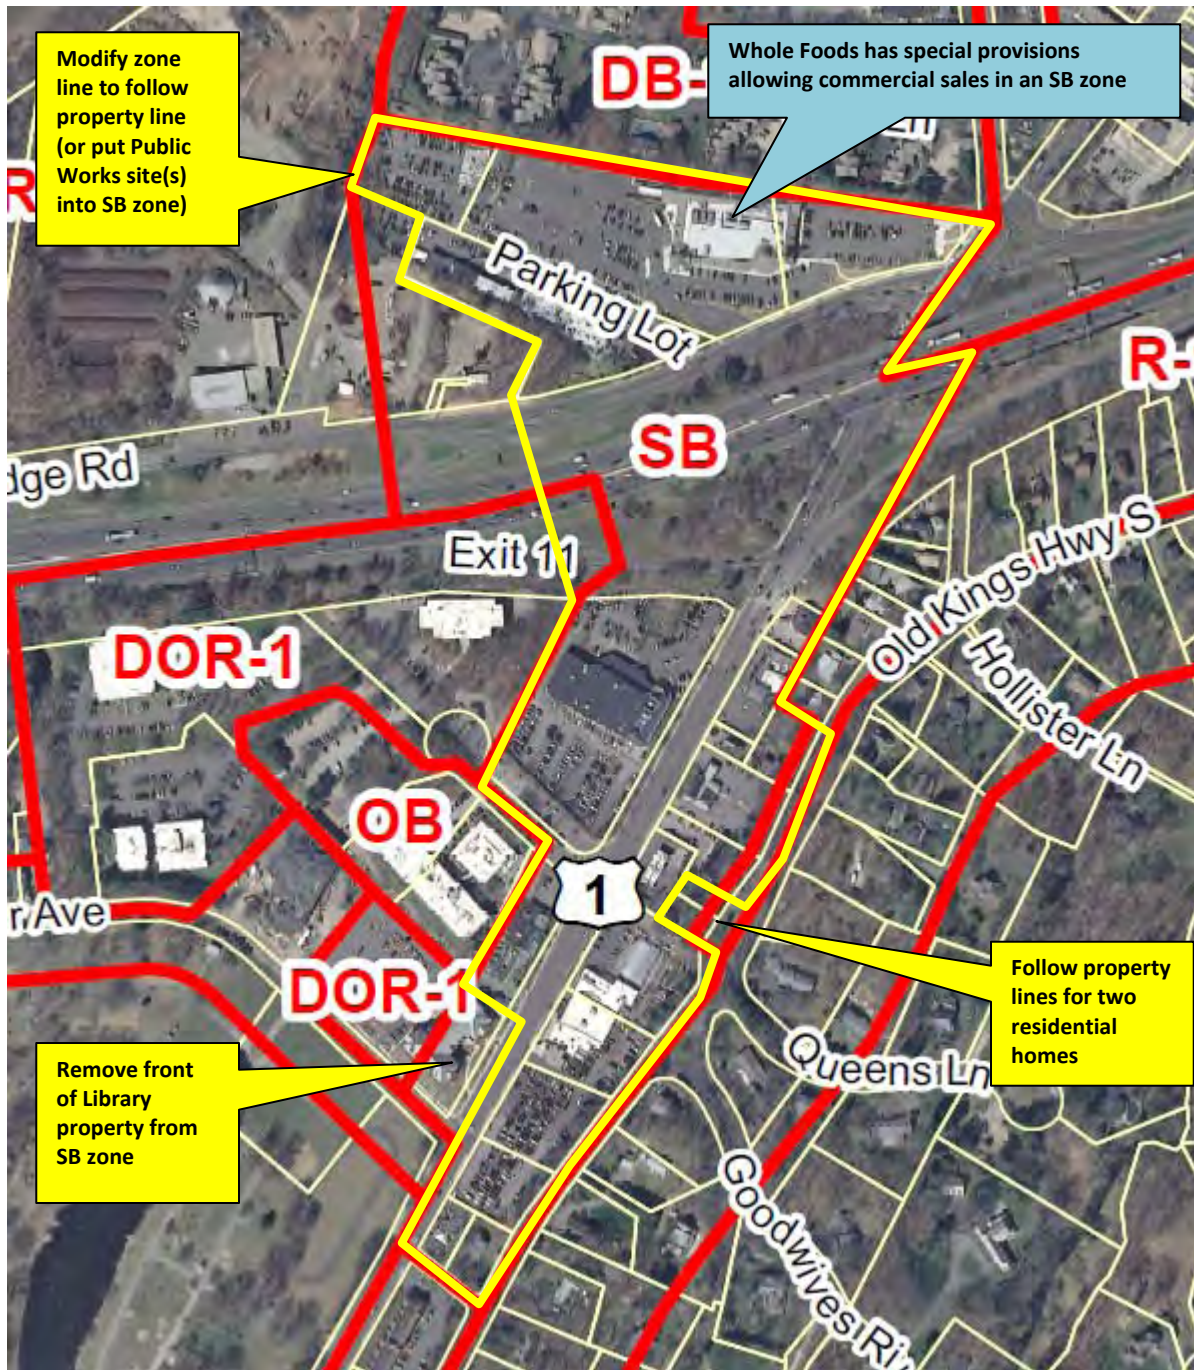 Modify zone
line to follow
property line
(or put Public
Works site(s)
into SB zone)
DB-
Whole Foods has special provisions
allowing commercial sales in an SB zone
Ln
R
Parking Lot
R-
SB
dge Rd
Exit 11
Old Kings Hwy S
Hollister Ln
DOR-1
OB
1
r Ave
DOR-1
Follow property
lines for two
residential
homes
Queens Ln
Remove front
of Library
property from
SB zone
Goodwives Riv